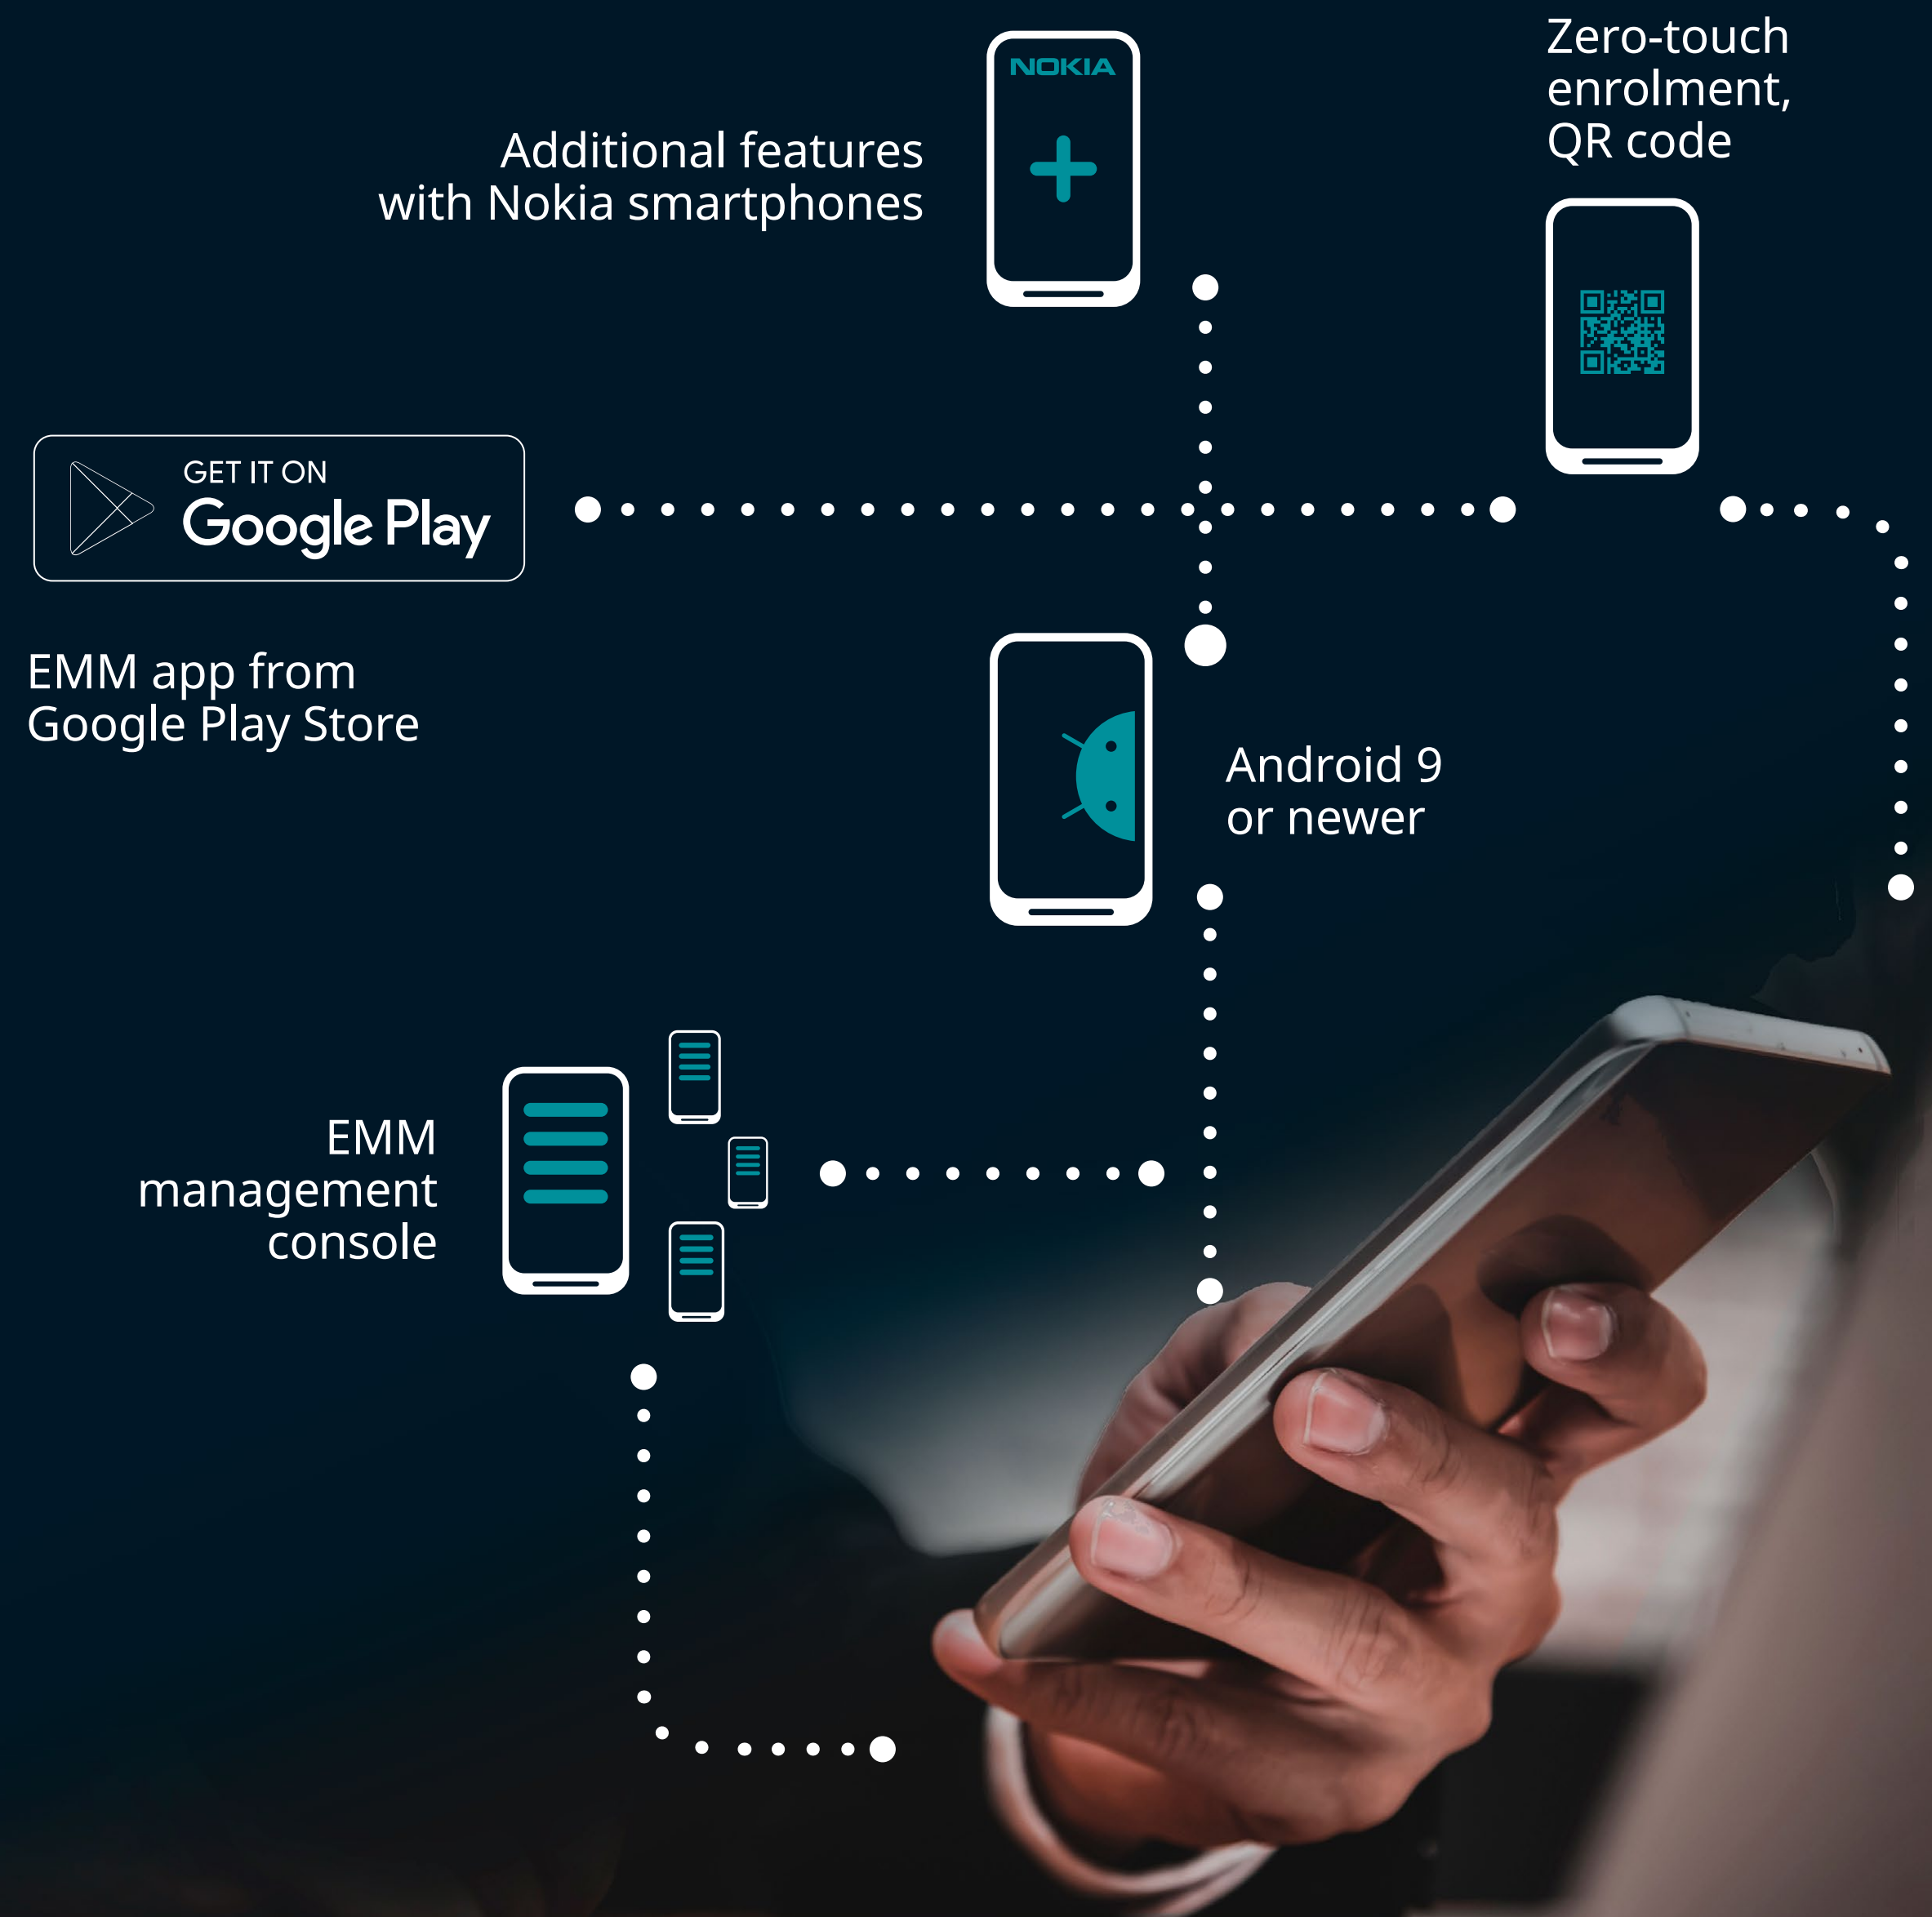 Zero-touch
enrolment,
QR code
NOKIA
Additional features
with Nokia smartphones
GET IT ON
Google Play
EMM app from
Google Play Store
Android 9
or newer
EMM
management
console